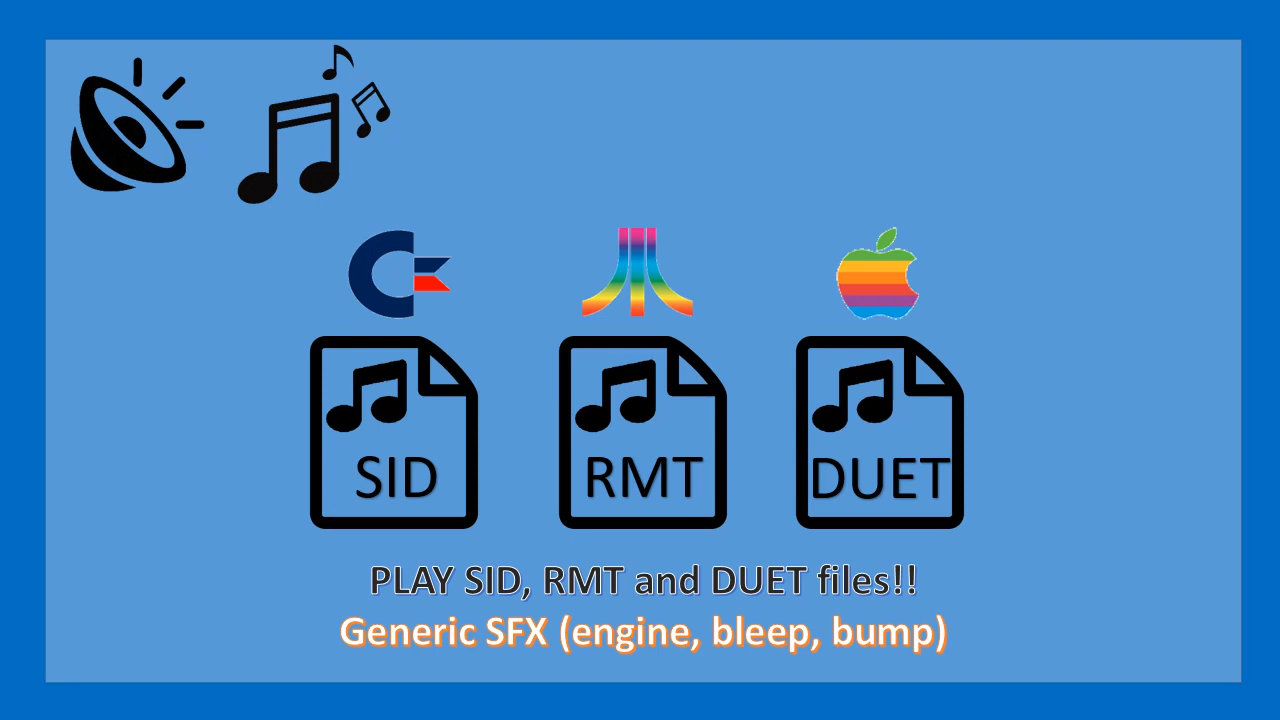 SID
RMT
DUET
PLAY SID, RMT and DUET files!!
Generic SFX (engine, bleep, bump)